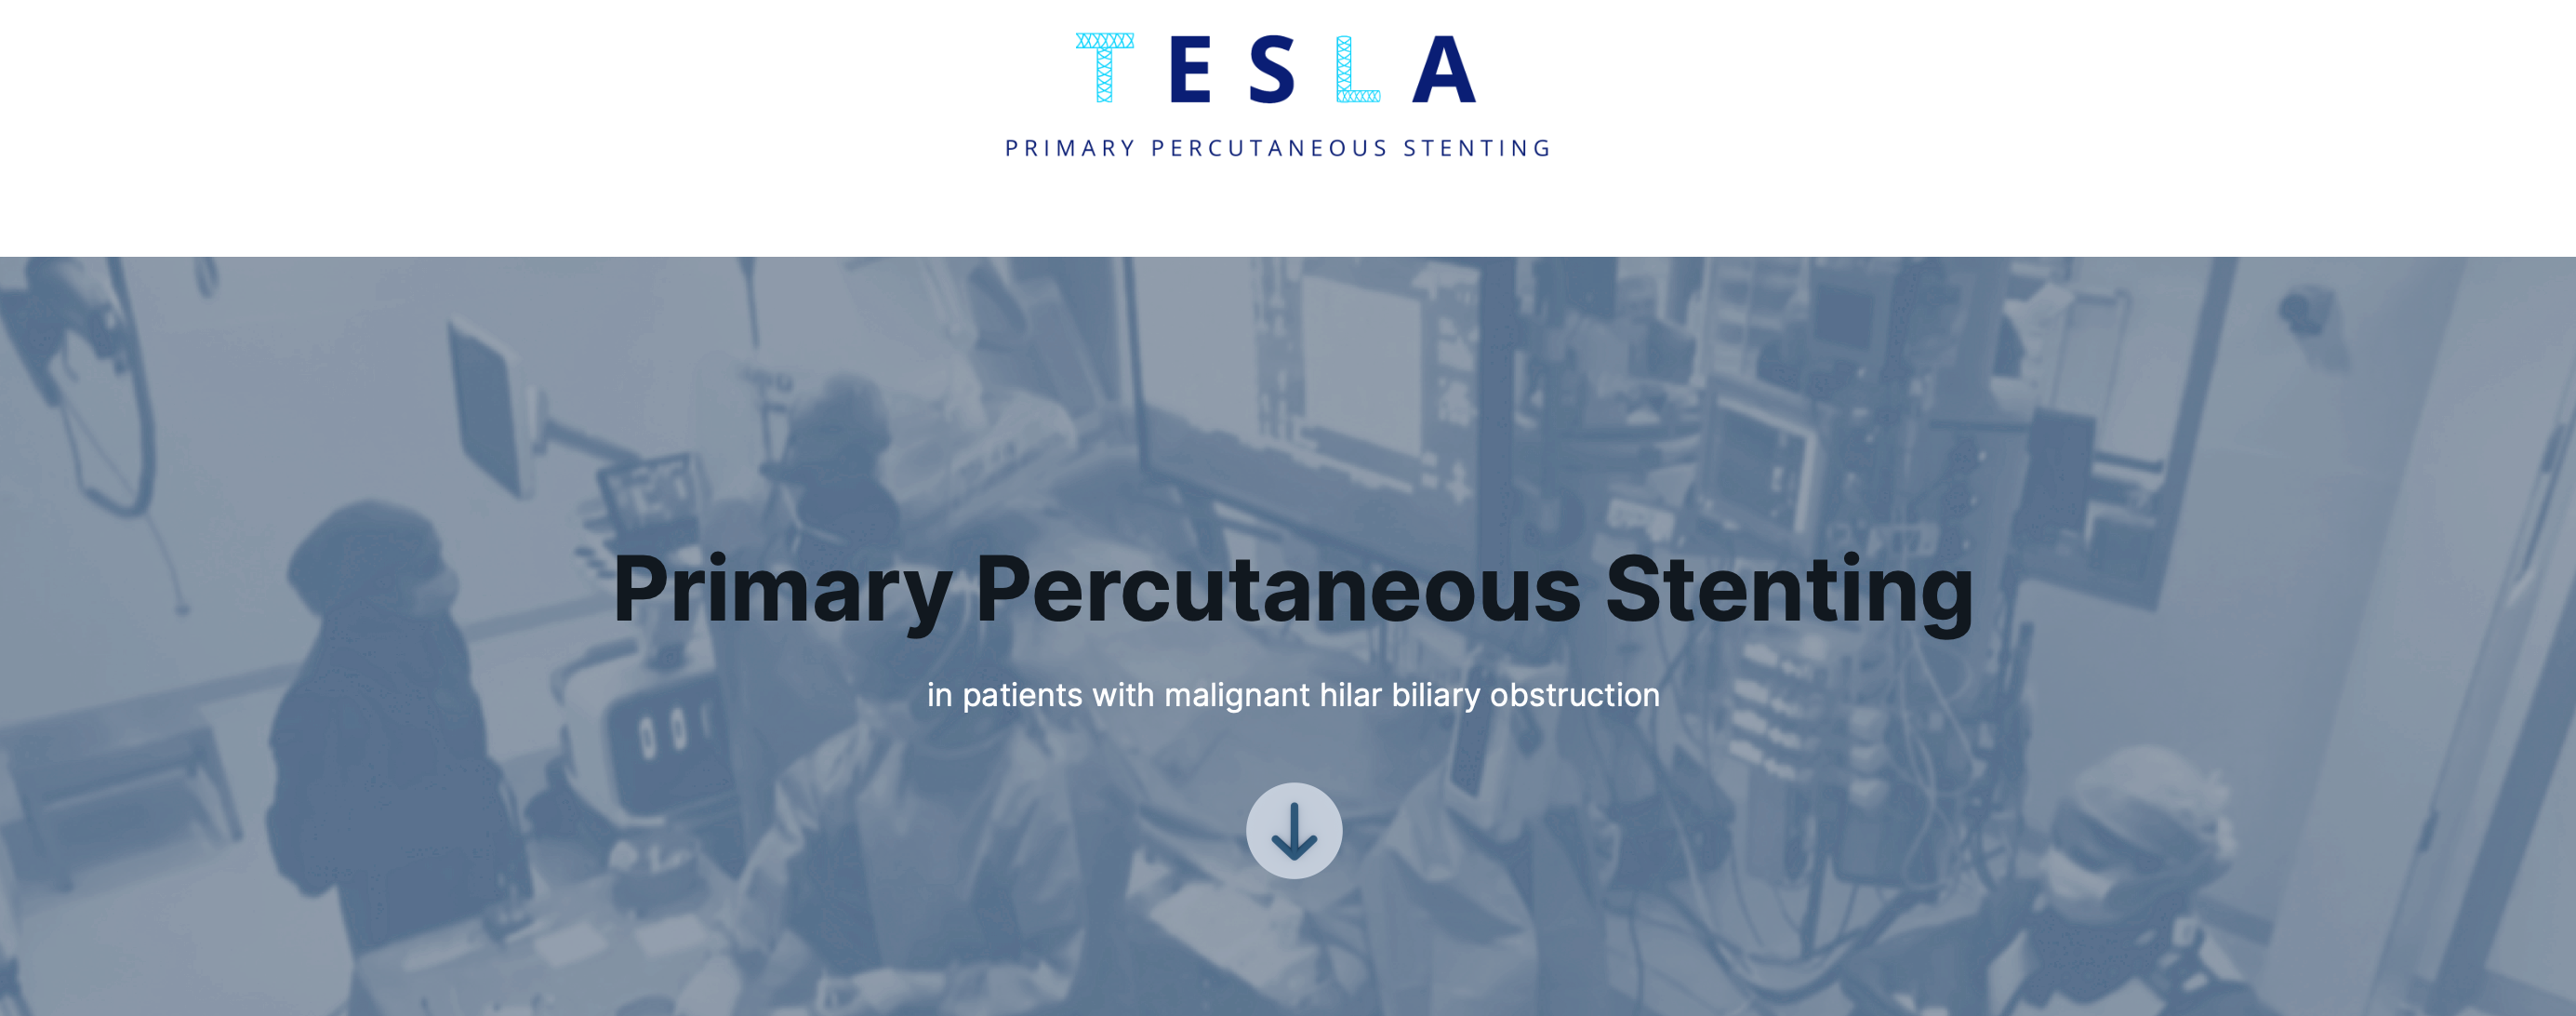 TESLA
PRIMARY PERCUTANEOUS STENTING
Primary Percutaneous Stenting
in patients with malignant hilar biliary obstruction